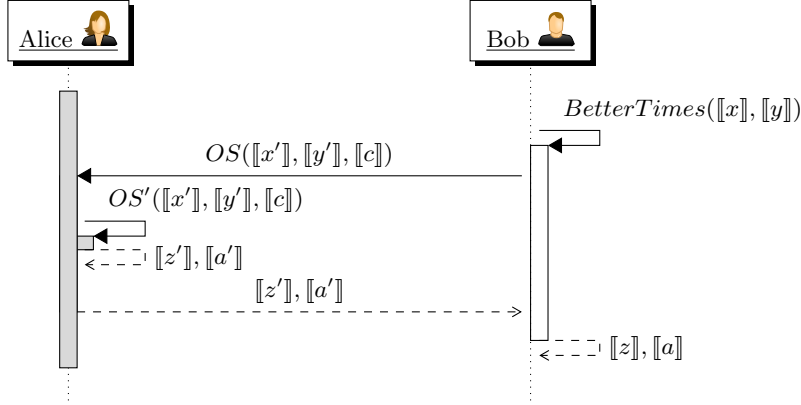 Alice
Bob
BetterTimes(⟦x⟧, ⟦y⟧)
OS(⟦x′⟧, ⟦y′⟧, ⟦c⟧)
OS′(⟦x′⟧, ⟦y′⟧, ⟦c⟧)
⟦z′⟧, ⟦a′⟧
⟦z′⟧, ⟦a′⟧
⟦z⟧, ⟦a⟧